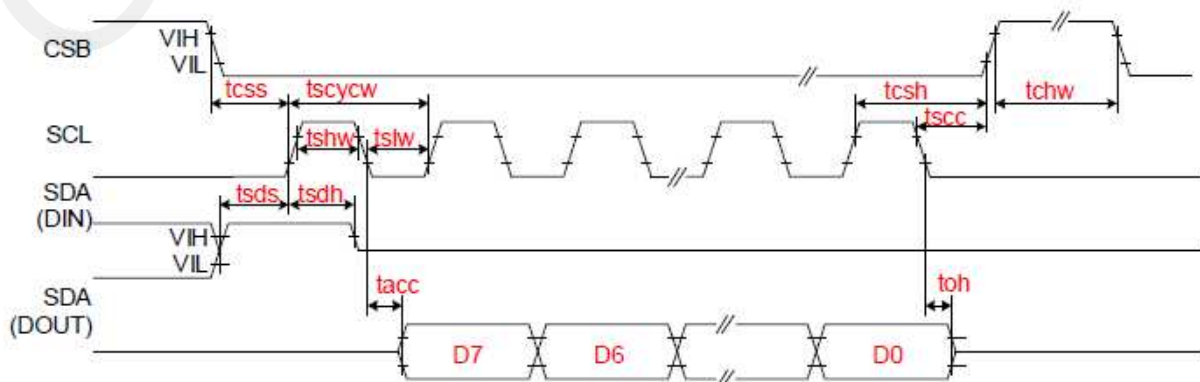 CSB
VIH
VIL
tcss
tscycw
tcsh
tchw
tscc
SCL
tshw
tslw
SDA
(DIN)
tsds
tsdh
VIH
VIL
SDA
(DOUT)
tacc
toh
D7
D6
D0